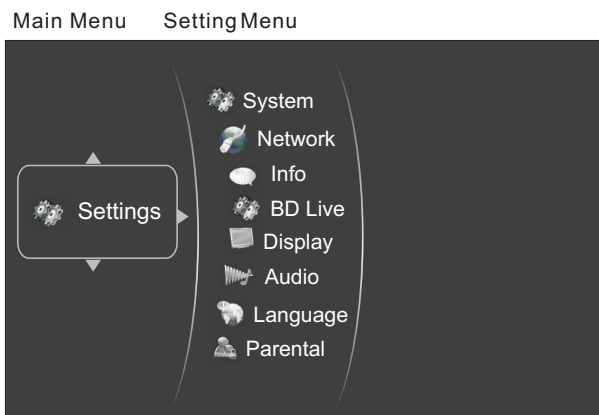 Main Menu Setting Menu
System
Network
Info
Settings
BD Live
Display
Audio
Language
Parental